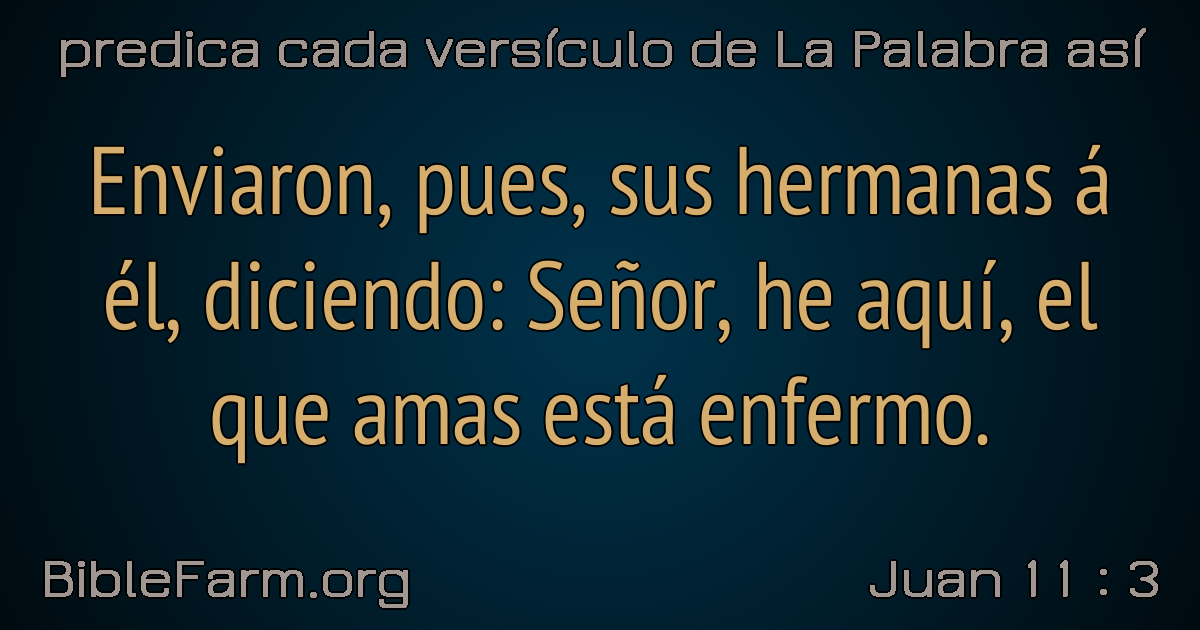 predica cada versículo de La Palabra así
Enviaron, pues, sus hermanas á
él, diciendo: Señor, he aquí, el
que amas está enfermo.
BibleFarm.org
Juan 11 : 3